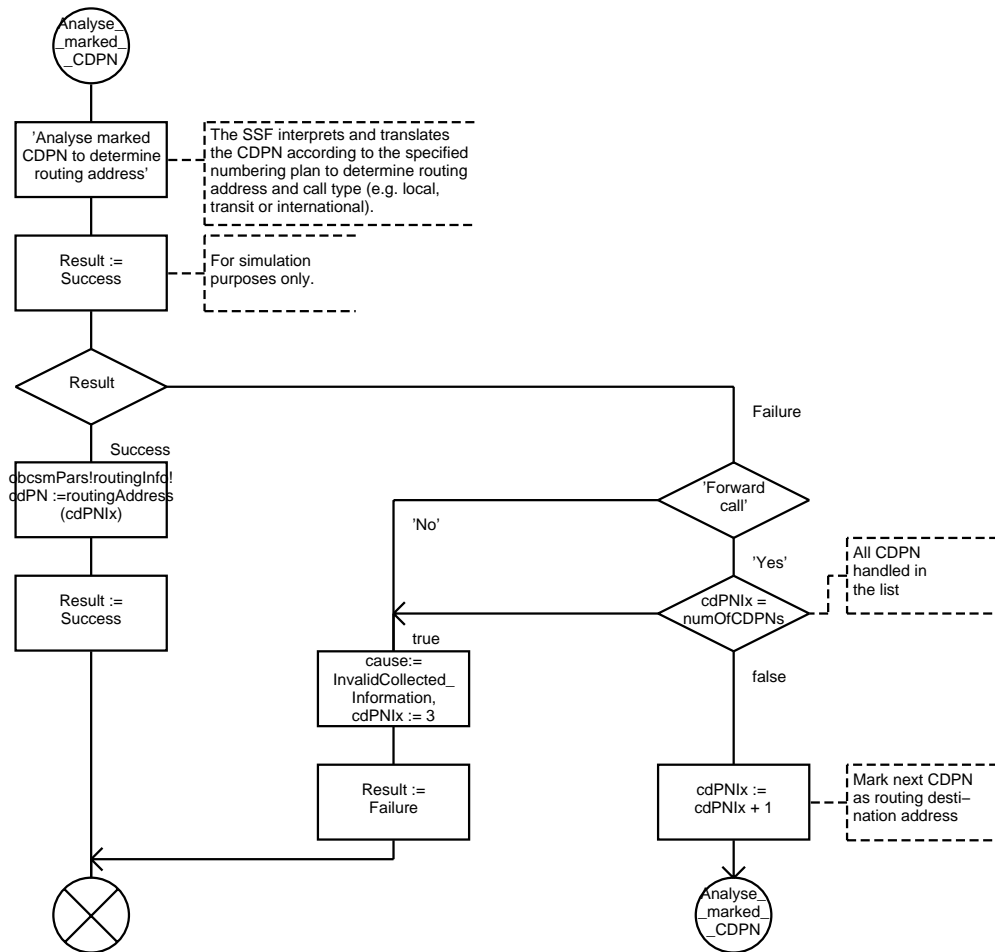 Analyse_
_marked_
_CDPN
’Analyse marked
CDPN to determine
routing address’
The SSF interprets and translates
the CDPN according to the specified
numbering plan to determine routing
address and call type (e.g. local,
transit or international).
Result :=
Success
For simulation
purposes only.
Result
Failure
Success
obcsmPars!routingInfo!
cdPN :=routingAddress
(cdPNIx)
’Forward
call’
’No’
’Yes’
All CDPN
handled in
the list
Result :=
Success
cdPNIx =
numOfCDPNs
true
false
cause:=
InvalidCollected_
Information,
cdPNIx := 3
Result :=
Failure
cdPNIx :=
cdPNIx + 1
Mark next CDPN
as routing desti–
nation address
Analyse_
_marked_
_CDPN